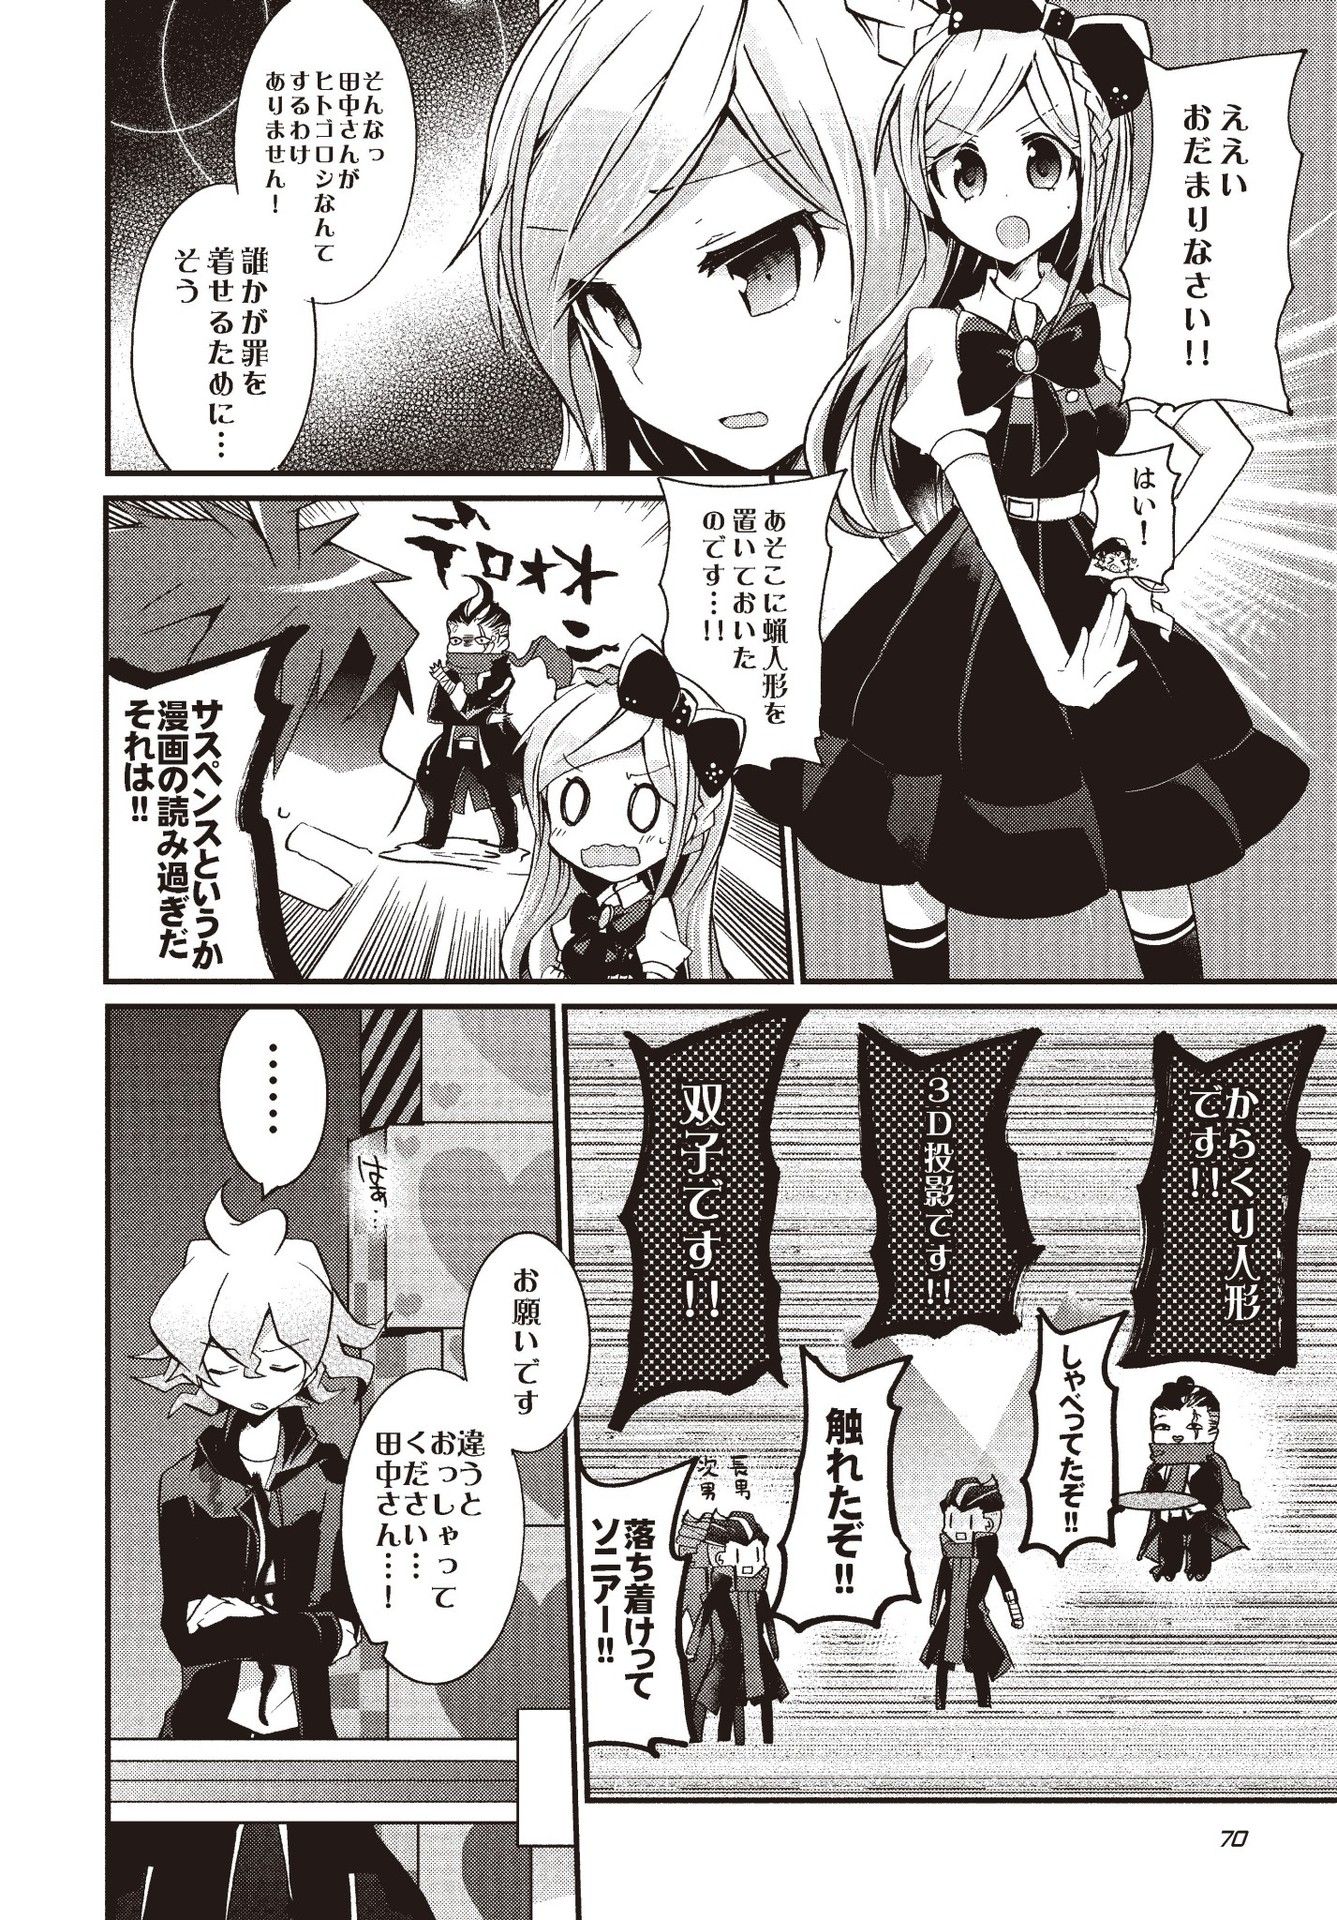 ええい
おだまりなさい!!
はい!
そんなっ
田中さんが
ヒトゴロシなんて
するわけ
ありません!
誰かが罪を
着せるために…
そう
あそこに蝋人形を
置いておいた
のです…!!
オオロロ〜ン
サスペンスというか
漫画の読み過ぎだ
それは!!
からくり人形
です!!
しゃべってたぞ!!
3D投影です!!
触れたぞ!!
双子です!!
長男
次男
落ち着けって
ソニアー!!
お願いです
違うと
おっしゃって
ください…
田中さん…!
……
はぁ…
70